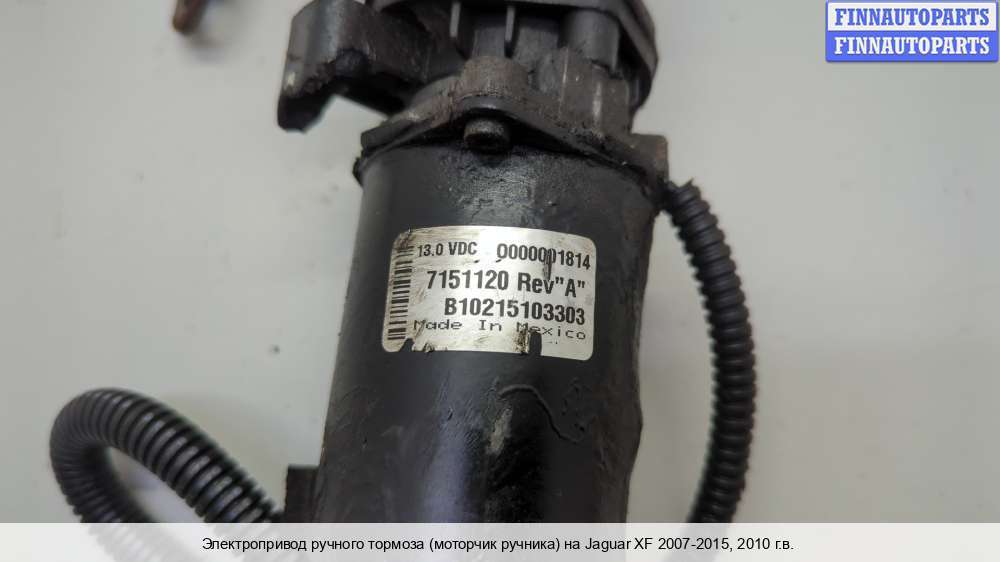 FINNAUTOPARTS
FINNAUTOPARTS
13.0 VDC 0000001814
7151120 Rev"A"
B10215103303
Made In Mexico
Электропривод ручного тормоза (моторчик ручника) на Jaguar XF 2007-2015, 2010 г.в.